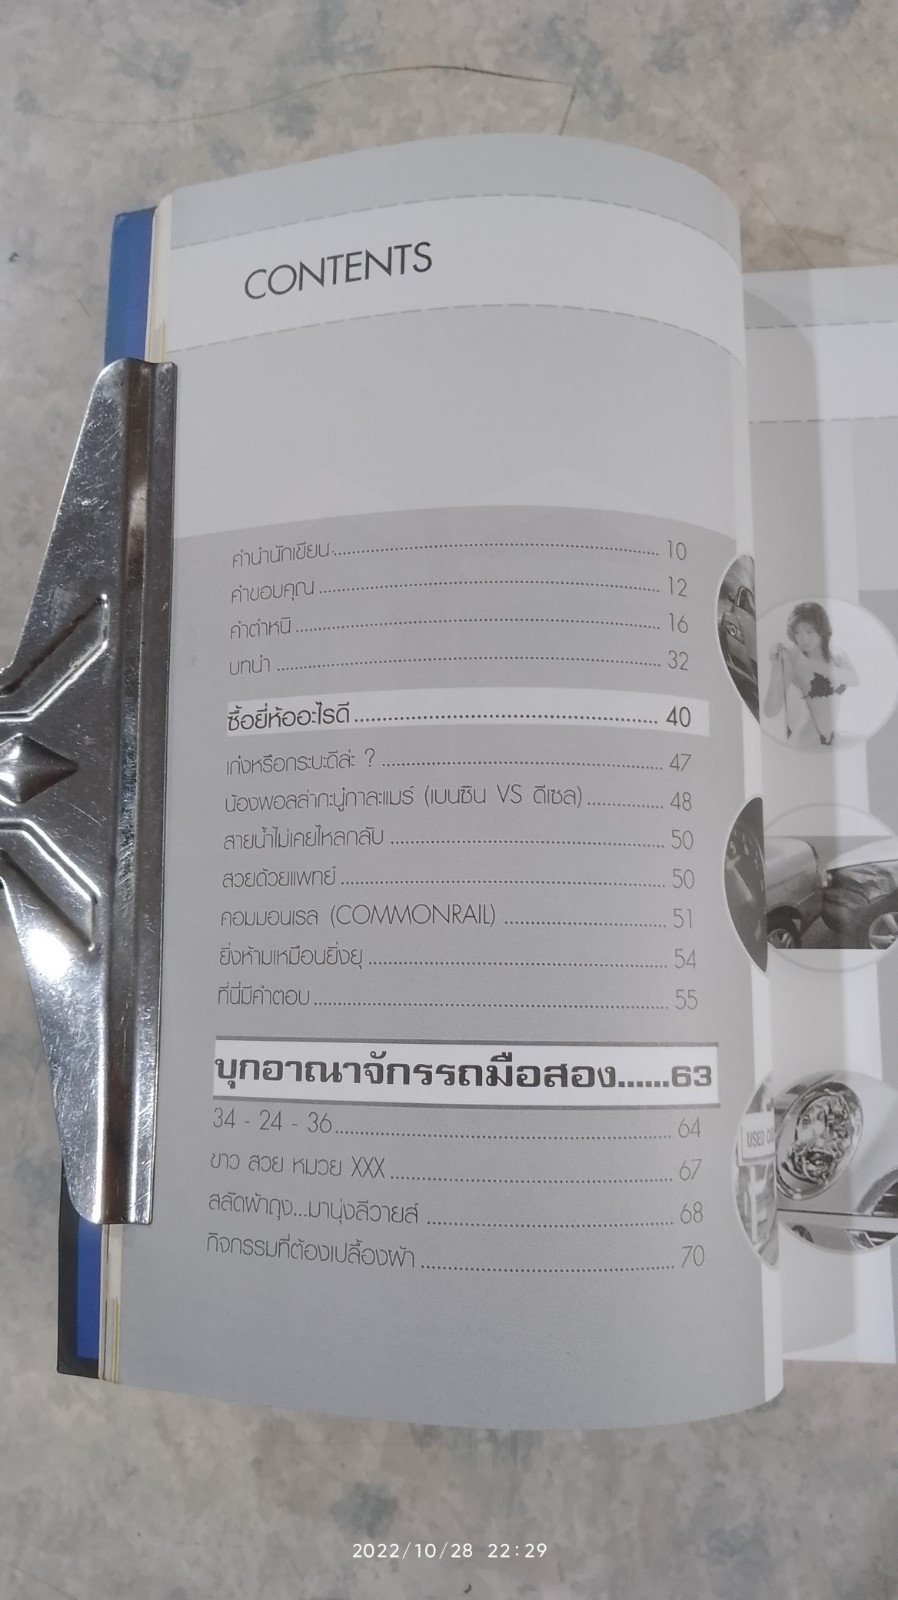 CONTENTS
คำนำนักเขียน.......... 10
คำขอบคุณ.......... 12
คำตำหนิ.......... 16
บทนำ.......... 32
ซื้อยี่ห้ออะไรดี.......... 40
เก่งหรือกระบะดีล่ะ ?.......... 47
น้องพอลล่ากะนู๋กาละแมร์ (เบนซิน VS ดีเซล).......... 48
สายน้ำไม่เคยไหลกลับ.......... 50
สวยด้วยแพทย์.......... 50
คอมมอนเรล (COMMONRAIL).......... 51
ยิ่งห้ามเหมือนยิ่งยุ.......... 54
ที่นี่มีคำตอบ.......... 55
บุกอาณาจักรรถมือสอง......63
34 - 24 - 36.......... 64
ขาว สวย หมวย XXX.......... 67
สลัดผ้าถุง...มานุ่งลีวายส์.......... 68
กิจกรรมที่ต้องเปลื้องผ้า.......... 70
USED
2022/10/28 22:29